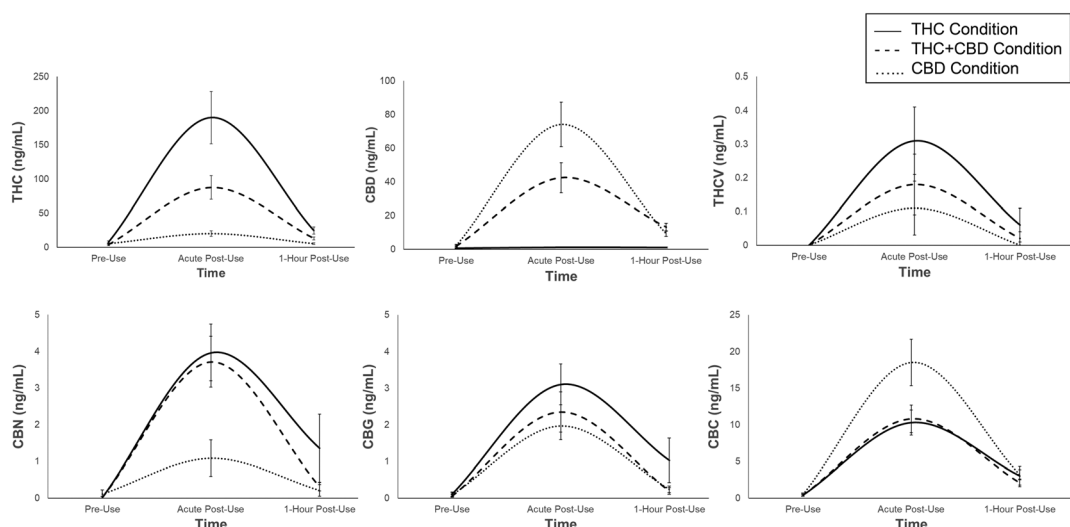 THC Condition
THC+CBD Condition
CBD Condition
THC (ng/mL)
250
200
150
100
50
0
Pre-Use Acute Post-Use 1-Hour Post-Use
Time
CBD (ng/mL)
100
80
60
40
20
0
Pre-Use Acute Post-Use 1-Hour Post-Use
Time
THCV (ng/mL)
0.5
0.4
0.3
0.2
0.1
0
Pre-Use Acute Post-Use 1-Hour Post-Use
Time
CBN (ng/mL)
5
4
3
2
1
0
Pre-Use Acute Post-Use 1-Hour Post-Use
Time
CBG (ng/mL)
5
4
3
2
1
0
Pre-Use Acute Post-Use 1-Hour Post-Use
Time
CBC (ng/mL)
25
20
15
10
5
0
Pre-Use Acute Post-Use 1-Hour Post-Use
Time